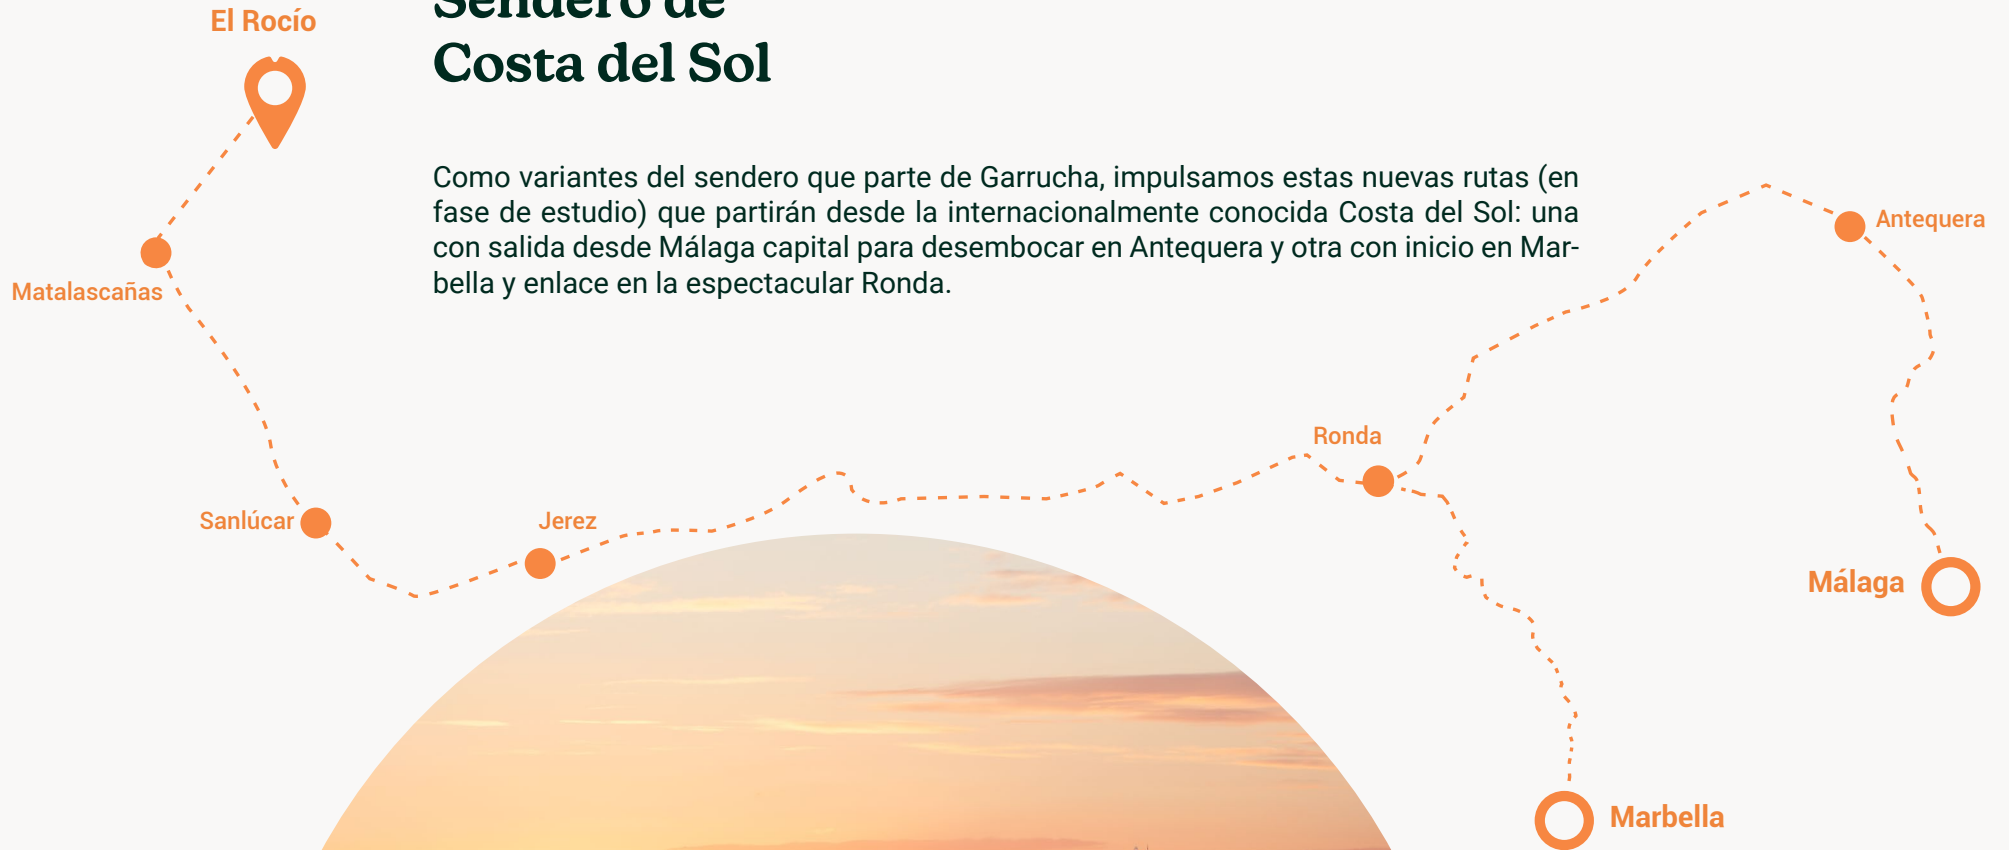 El Rocío
Sendero de
Costa del Sol
Como variantes del sendero que parte de Garrucha, impulsamos estas nuevas rutas (en
fase de estudio) que partirán desde la internacionalmente conocida Costa del Sol: una
con salida desde Málaga capital para desembocar en Antequera y otra con inicio en Mar-
bella y enlace en la espectacular Ronda.
Antequera
Matalascañas
Ronda
Sanlúcar
Jerez
Málaga
Marbella